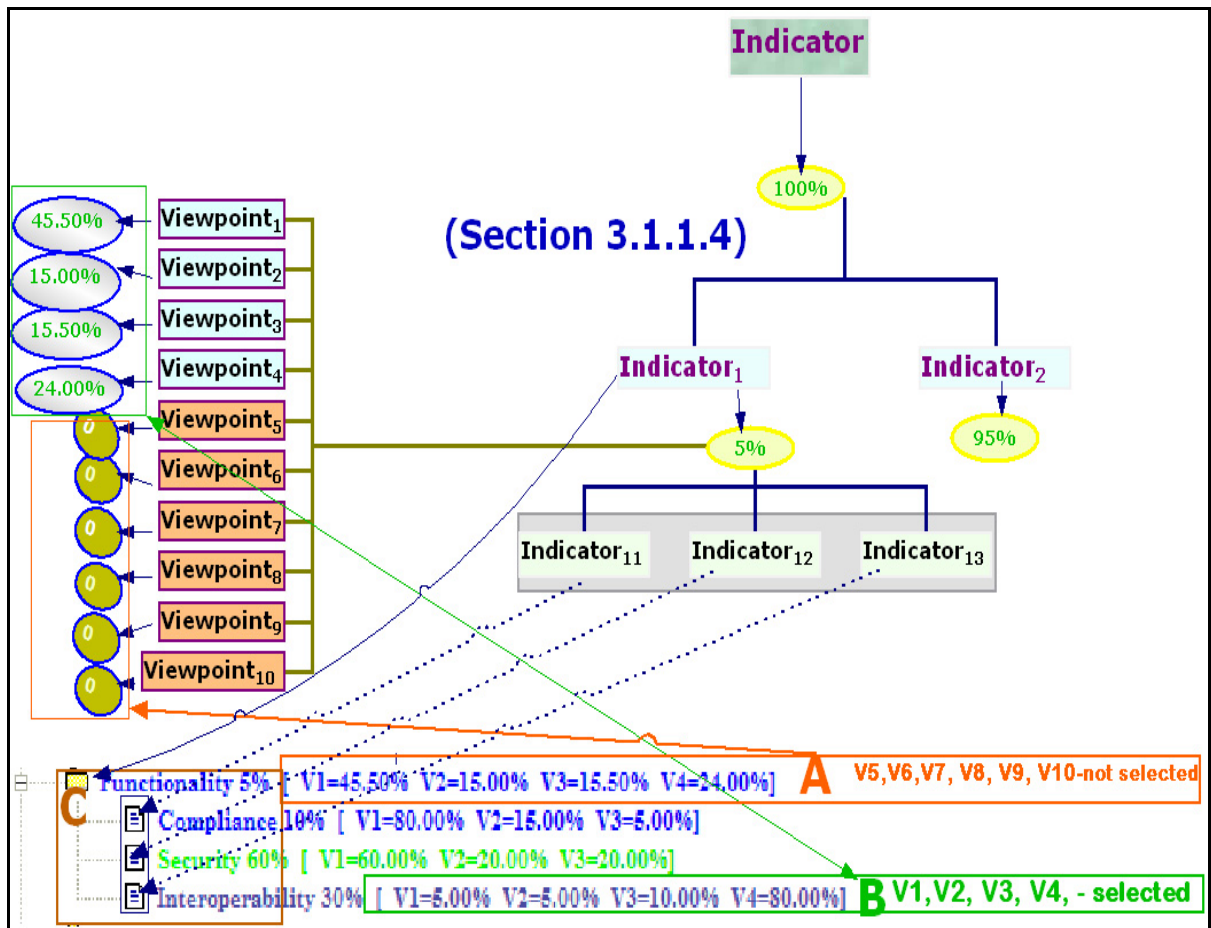 Indicator
100%
(Section 3.1.1.4)
45.50% Viewpoint1
15.00% Viewpoint2
15.50% Viewpoint3
24.00% Viewpoint4
0 Viewpoint5
0 Viewpoint6
0 Viewpoint7
0 Viewpoint8
0 Viewpoint9
0 Viewpoint10
Indicator1 Indicator2
5% 95%
Indicator11 Indicator12 Indicator13
Functionality 5% [ V1=45.50% V2=15.00% V3=15.50% V4=24.00%] A V5,V6,V7, V8, V9, V10-not selected
C
Compliance 10% [ V1=80.00% V2=15.00% V3=5.00%]
Security 60% [ V1=60.00% V2=20.00% V3=20.00%]
Interoperability 30% [ V1=5.00% V2=5.00% V3=10.00% V4=80.00%] B V1,V2, V3, V4, - selected